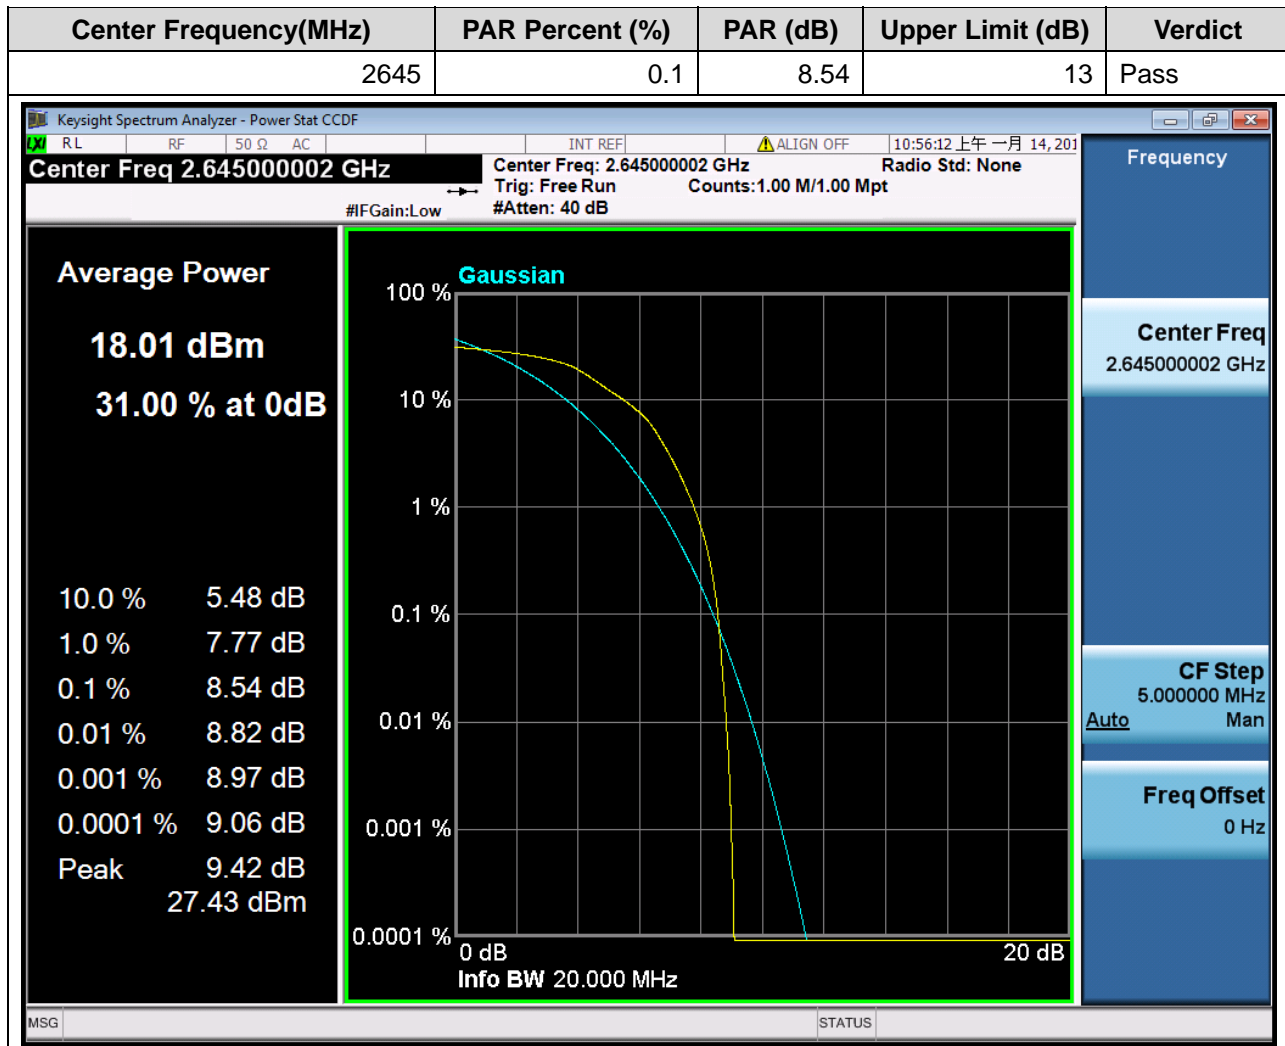 Center Frequency(MHz) PAR Percent (%) PAR (dB) Upper Limit (dB) Verdict
2645 0.1 8.54 13 Pass
Keysight Spectrum Analyzer - Power Stat CCDF
LXI RL RF 50 Ω AC INT REF ALIGN OFF 10:56:12 上午 一月 14, 201
Center Freq 2.645000002 GHz
Center Freq: 2.645000002 GHz Radio Std: None
Trig: Free Run Counts:1.00 M/1.00 Mpt
#IFGain:Low #Atten: 40 dB
Frequency
Average Power
18.01 dBm
31.00 % at 0dB
10.0 % 5.48 dB
1.0 % 7.77 dB
0.1 % 8.54 dB
0.01 % 8.82 dB
0.001 % 8.97 dB
0.0001 % 9.06 dB
Peak 9.42 dB
27.43 dBm
Gaussian
100 %
10 %
1 %
0.1 %
0.01 %
0.001 %
0.0001 %
0 dB 20 dB
Info BW 20.000 MHz
Center Freq
2.645000002 GHz
CF Step
5.000000 MHz
Auto Man
Freq Offset
0 Hz
MSG STATUS